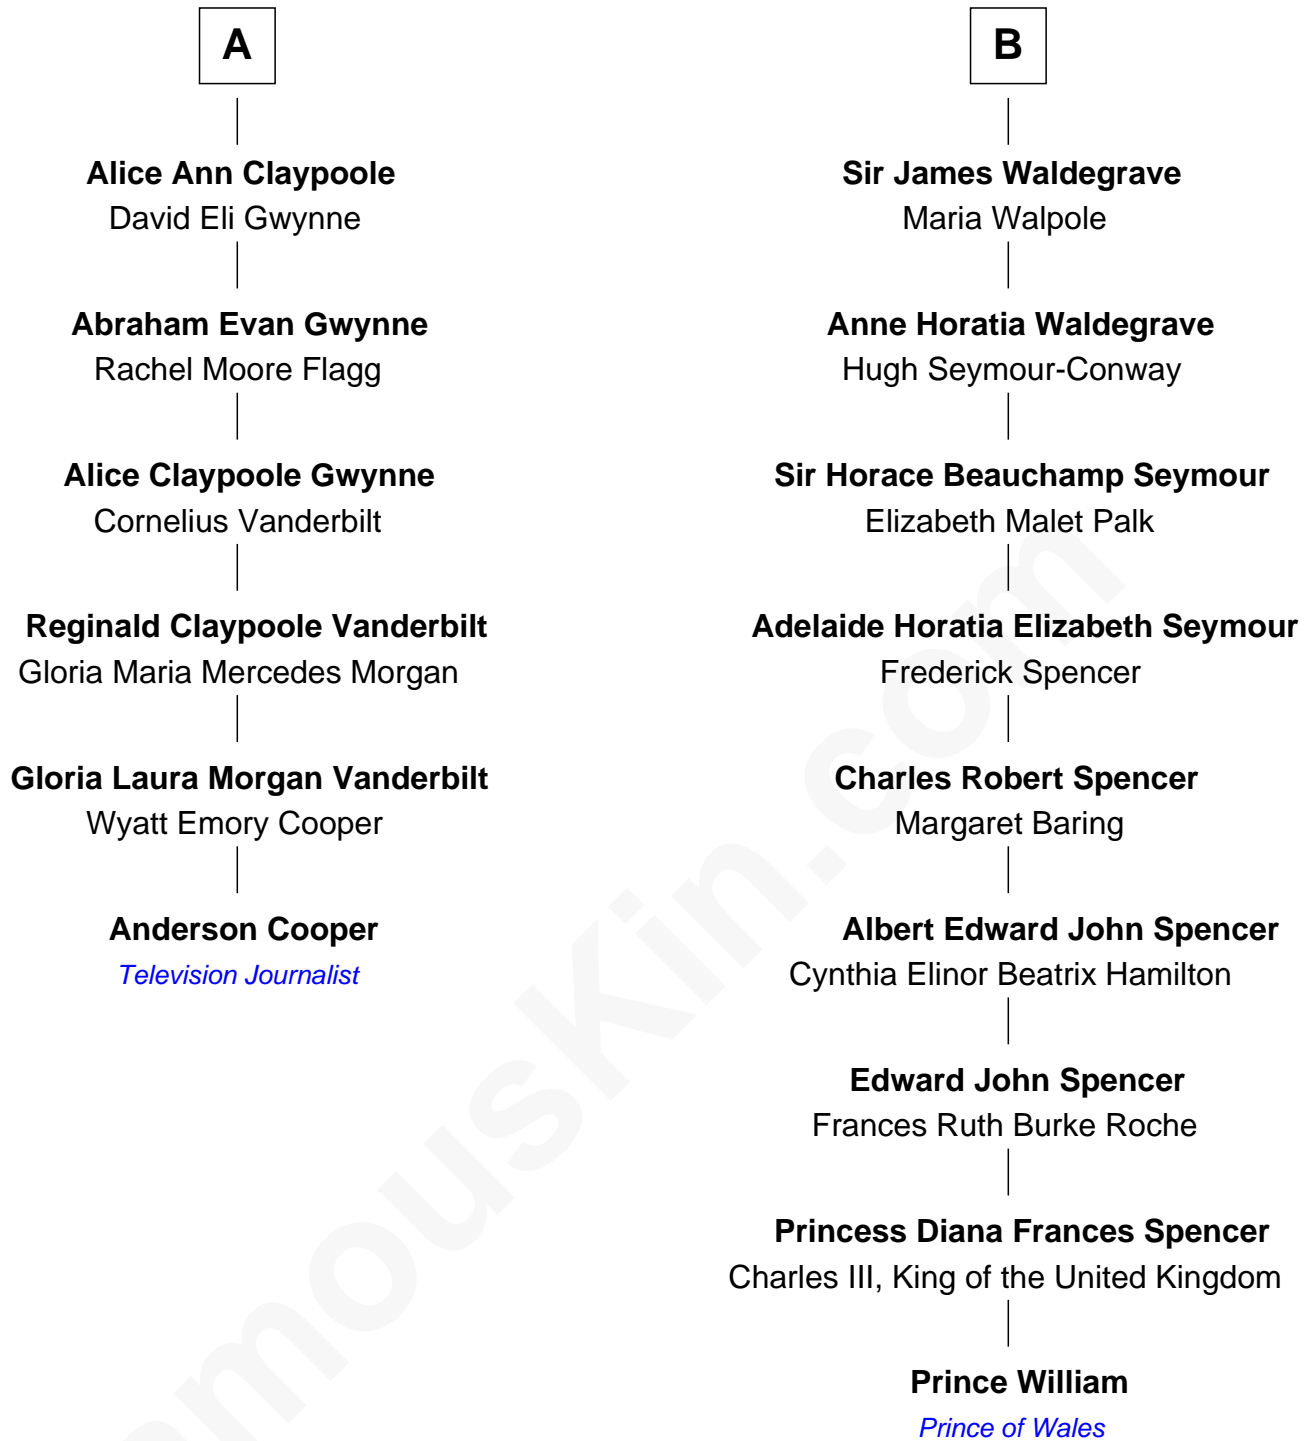 A
Alice Ann Claypoole
David Eli Gwynne
Abraham Evan Gwynne
Rachel Moore Flagg
Alice Claypoole Gwynne
Cornelius Vanderbilt
Reginald Claypoole Vanderbilt
Gloria Maria Mercedes Morgan
Gloria Laura Morgan Vanderbilt
Wyatt Emory Cooper
Anderson Cooper
Television Journalist
B
Sir James Waldegrave
Maria Walpole
Anne Horatia Waldegrave
Hugh Seymour-Conway
Sir Horace Beauchamp Seymour
Elizabeth Malet Palk
Adelaide Horatia Elizabeth Seymour
Frederick Spencer
Charles Robert Spencer
Margaret Baring
Albert Edward John Spencer
Cynthia Elinor Beatrix Hamilton
Edward John Spencer
Frances Ruth Burke Roche
Princess Diana Frances Spencer
Charles III, King of the United Kingdom
Prince William
Prince of Wales
amousKin.com